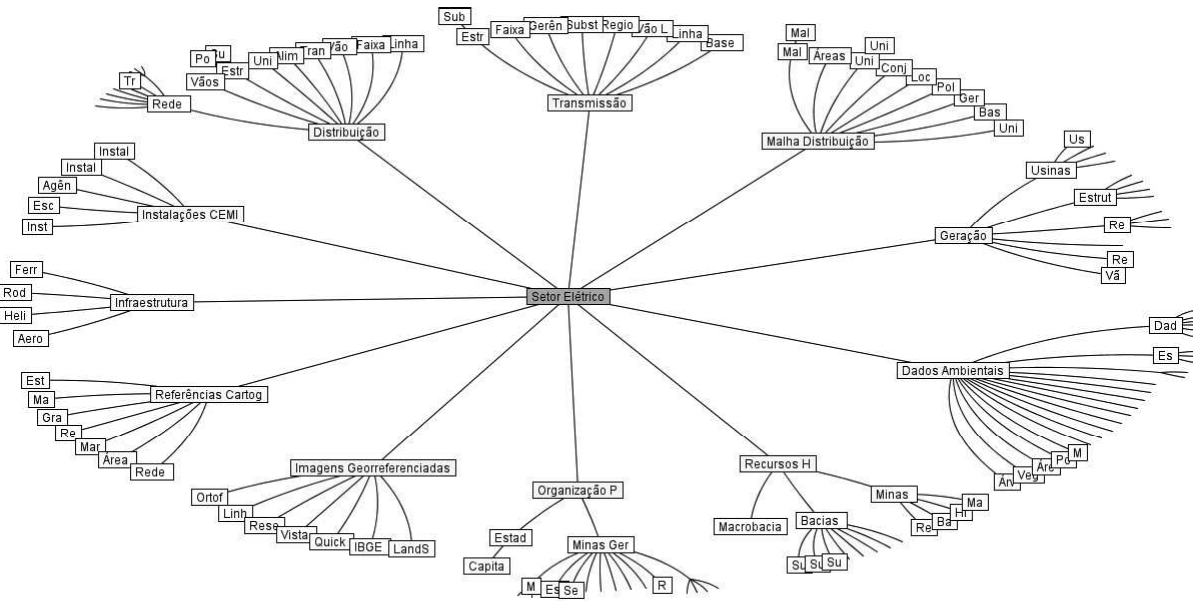 Sub
Estr
Faixa
Gerên
Subst
Regio
Vão L
Linha
Base
Transmissão
Mal
Mal
Áreas
Uni
Uni
Conj
Loc
Pol
Ger
Bas
Uni
Malha Distribuição
Po
Vãos
Estr
Uni
Alim
Tran
Vão
Faixa
Linha
Distribuição
Tr
Rede
Instal
Instal
Agên
Esc
Inst
Instalações CEMI
Us
Usinas
Estrut
Re
Re
Vã
Geração
Ferr
Rod
Heli
Aero
Infraestrutura
Setor Elétrico
Dad
Es
Dados Ambientais
M
Po
Áre
Veg
Est
Ma
Gra
Re
Mar
Área
Rede
Referências Cartog
Imagens Georreferenciadas
Ortof
Linh
Rese
Vista
Quick
IBGE
LandS
Organização P
Estad
Capita
Minas Ger
M
Es
Se
R
Recursos H
Macrobacia
Bacias
Su
Su
Su
Minas
Ma
Ba
Re